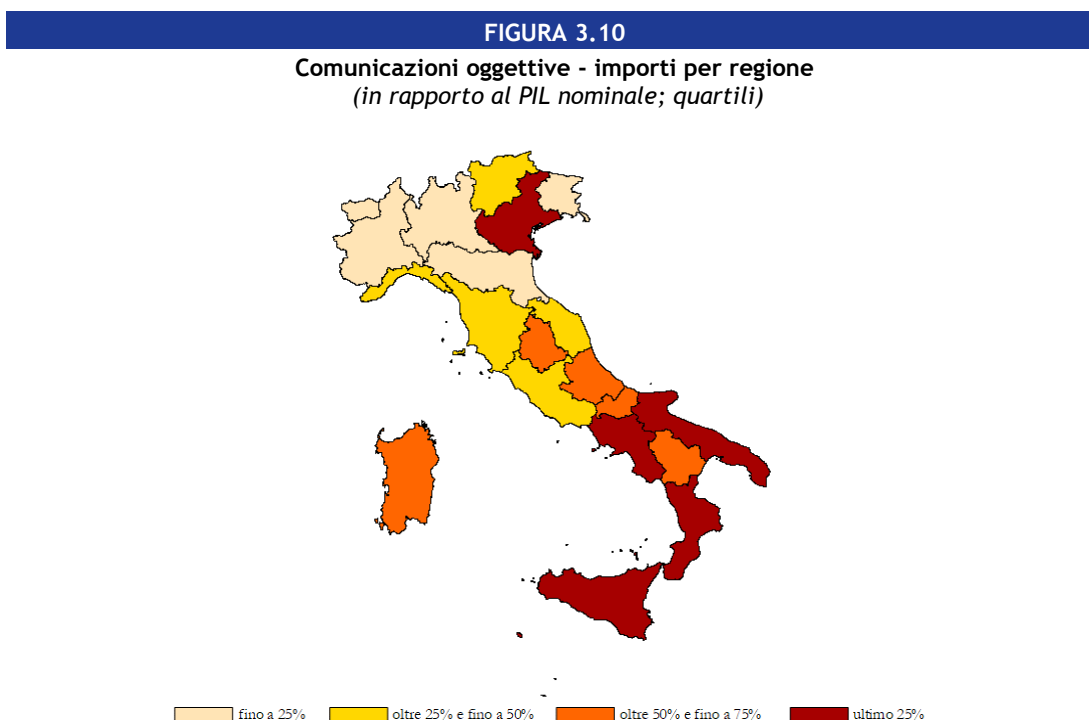 FIGURA 3.10
Comunicazioni oggettive - importi per regione
(in rapporto al PIL nominale; quartili)
fino a 25% oltre 25% e fino a 50% oltre 50% e fino a 75% ultimo 25%